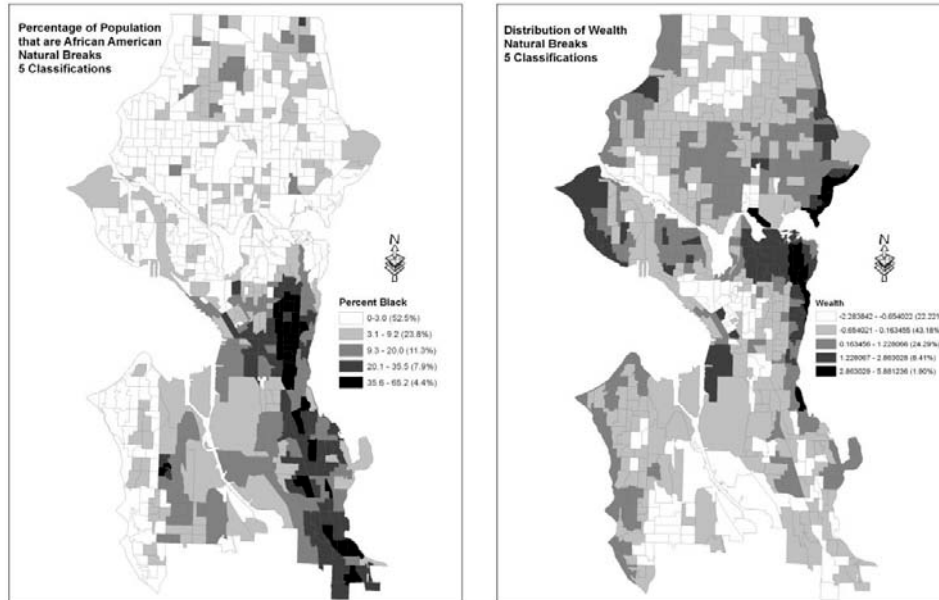 Percentage of Population
that are African American
Natural Breaks
5 Classifications
N
Percent Black
0-3.0 (52.5%)
3.1 - 9.2 (23.8%)
9.3 - 20.0 (11.3%)
20.1 - 35.5 (7.9%)
35.6 - 65.2 (4.4%)
Distribution of Wealth
Natural Breaks
5 Classifications
N
Wealth
-2.283842 - -0.654022 (22.22%)
-0.654021 - 0.163455 (43.18%)
0.163456 - 1.228066 (24.29%)
1.228067 - 2.863028 (8.41%)
2.863029 - 5.881236 (1.90%)